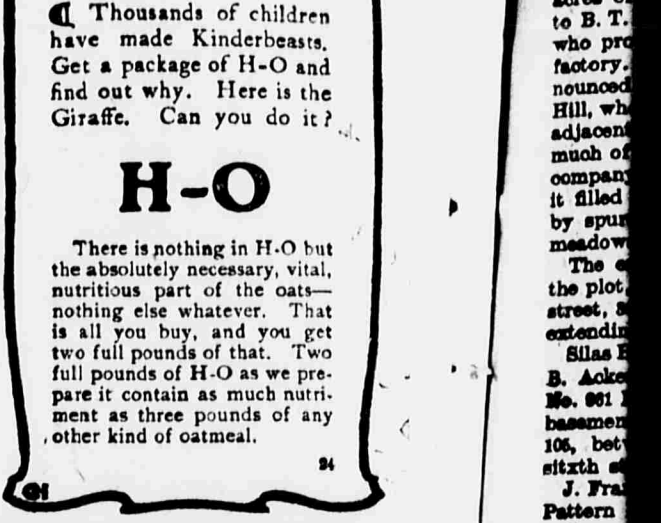 ¶ Thousands of children
have made Kinderbeasts.
Get a package of H-O and
find out why. Here is the
Giraffe. Can you do it?
H-O
There is nothing in H-O but
the absolutely necessary, vital,
nutritious part of the oats—
nothing else whatever. That
is all you buy, and you get
two full pounds of that. Two
full pounds of H-O as we pre-
pare it contain as much nutri-
ment as three pounds of any
other kind of oatmeal.
24
to B. T.
who pro
factory.
nounced
Hill, wh
adjacent
much of
company
it filled
by spur
meadow
The
the plot
street,
extendin
Silas
B. Acke
No. 961
basemen
105, bet
sitxth
J. Fra
Pattern